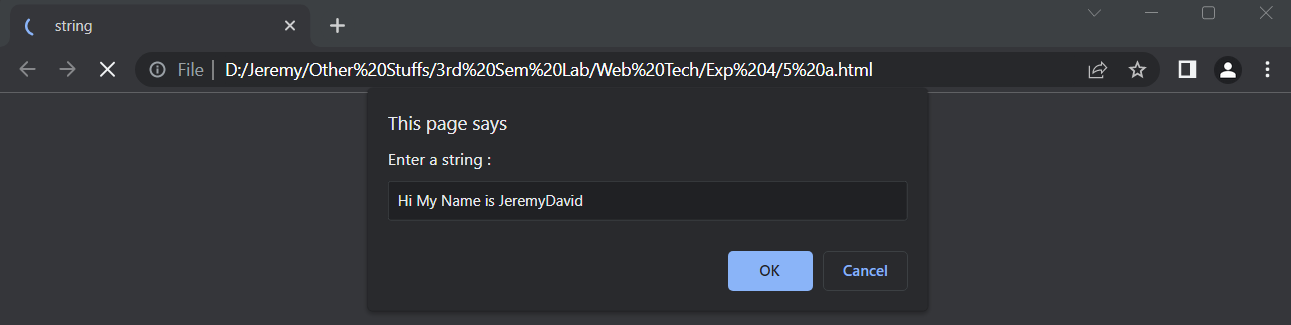 string
File D:/Jeremy/Other%20Stuffs/3rd%20Sem%20Lab/Web%20Tech/Exp%204/5%20a.html
This page says
Enter a string :
Hi My Name is JeremyDavid
OK Cancel